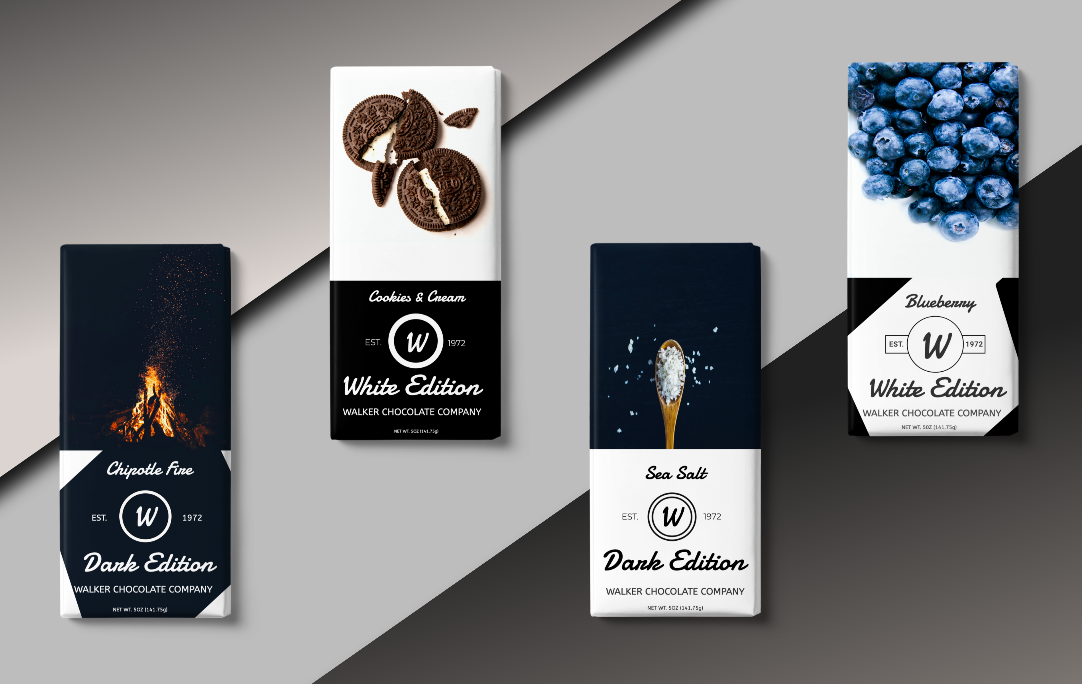 Chipotle Fire
EST. W 1972
Dark Edition
WALKER CHOCOLATE COMPANY
NET WT. 5OZ (141.75g)
Cookies & Cream
EST. W 1972
White Edition
WALKER CHOCOLATE COMPANY
NET WT. 5OZ (141.75g)
Sea Salt
EST. W 1972
Dark Edition
WALKER CHOCOLATE COMPANY
NET WT. 5OZ (141.75g)
Blueberry
EST. W 1972
White Edition
WALKER CHOCOLATE COMPANY
NET WT. 5OZ (141.75g)